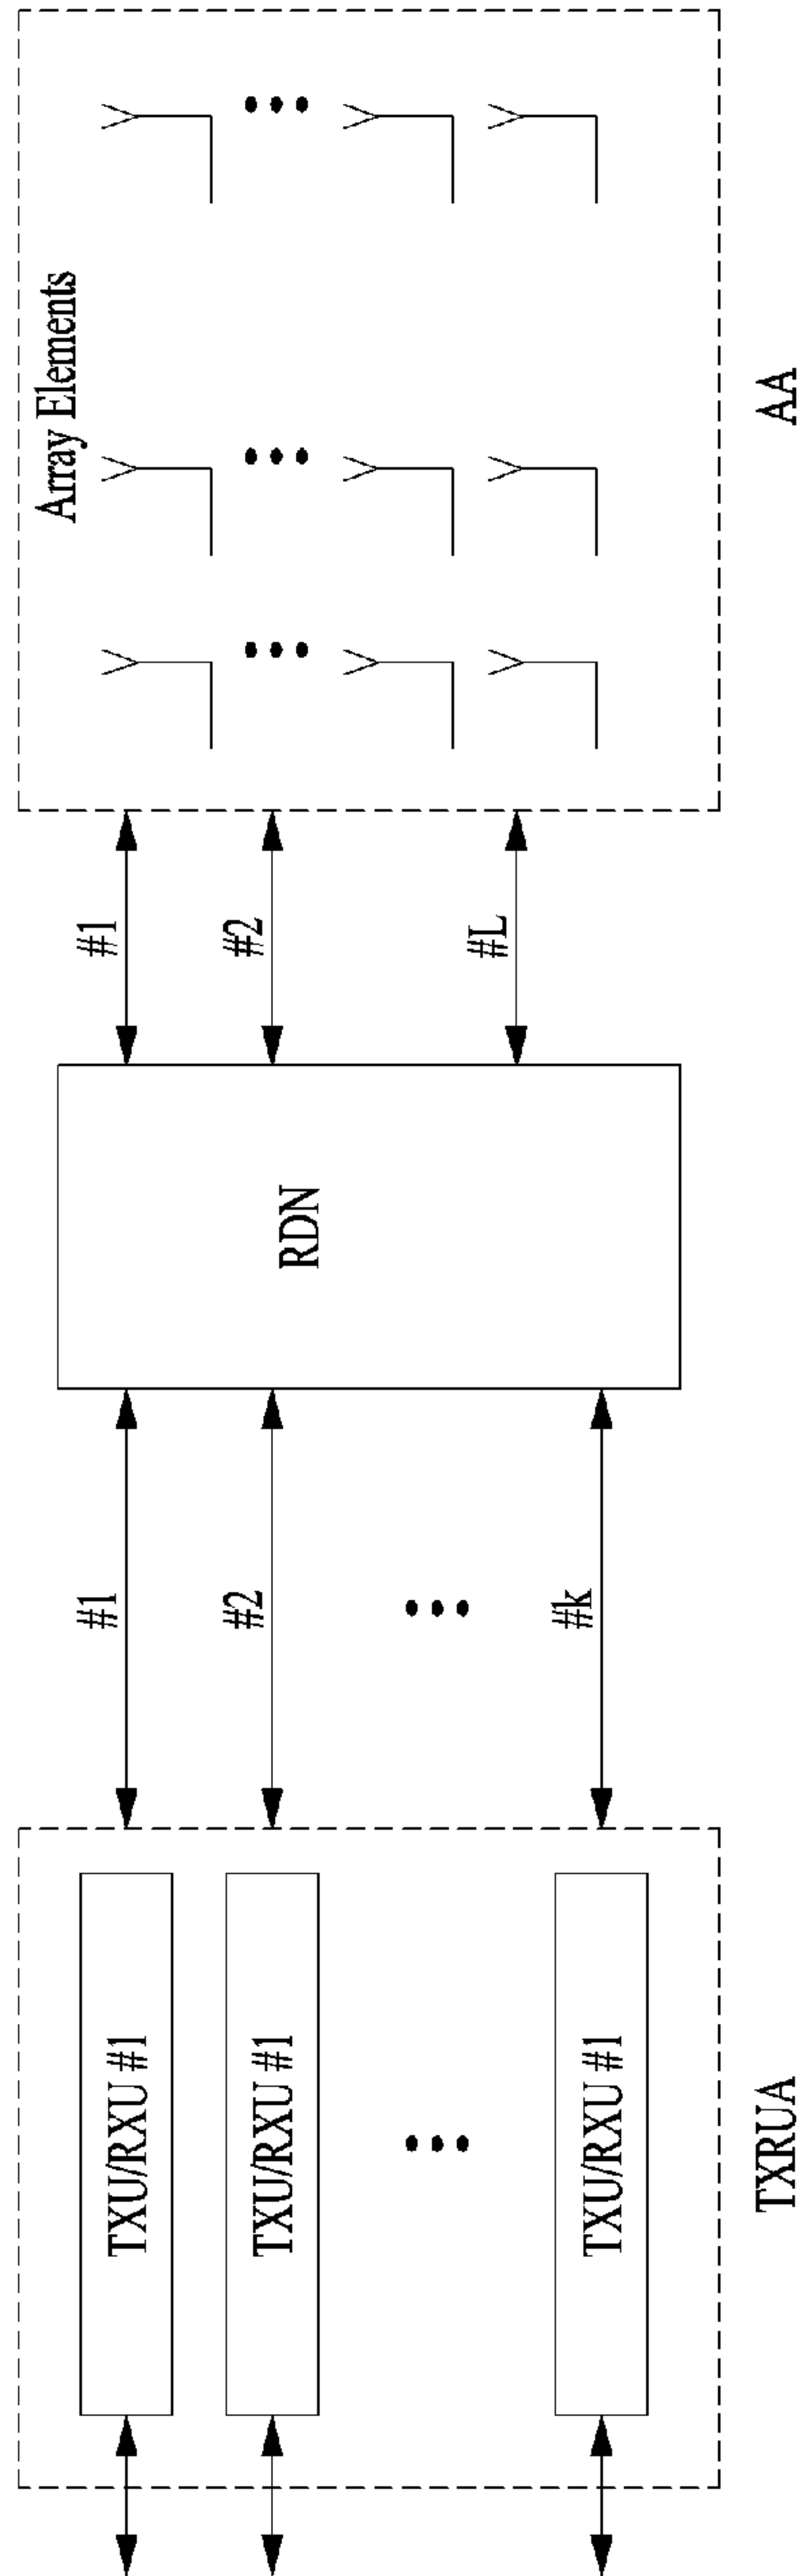 TXU/RXU #1
TXU/RXU #1
•••
TXU/RXU #1
TXRUA
#1
#2
•••
#k
RDN
#1
#2
#L
Array Elements
•••
•••
•••
AA